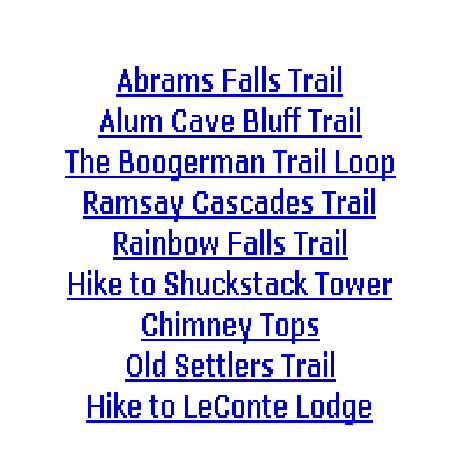 Abrams Falls Trail
Alum Cave Bluff Trail
The Boogerman Trail Loop
Ramsay Cascades Trail
Rainbow Falls Trail
Hike to Shuckstack Tower
Chimney Tops
Old Settlers Trail
Hike to LeConte Lodge